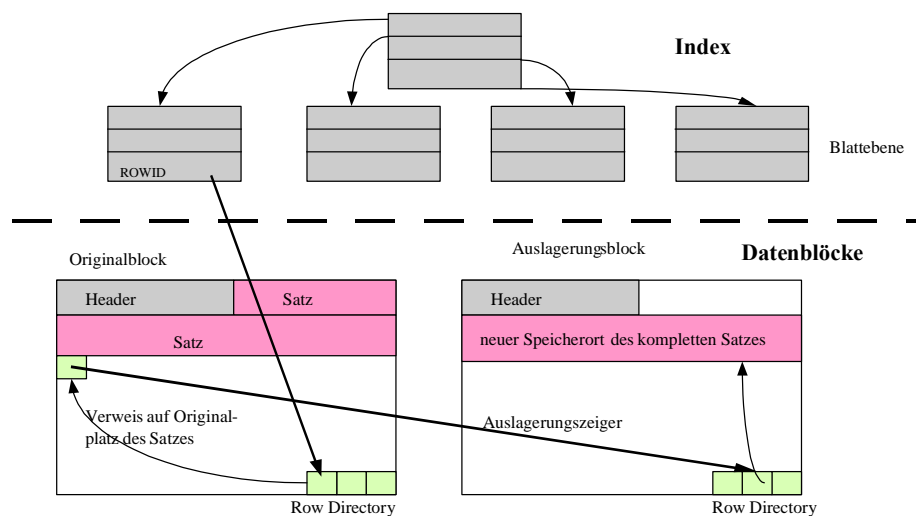 Index
Blattebene
ROWID
Datenblöcke
Originalblock
Auslagerungsblock
Header
Satz
Header
Satz
neuer Speicherort des kompletten Satzes
Verweis auf Original-
platz des Satzes
Auslagerungszeiger
Row Directory
Row Directory